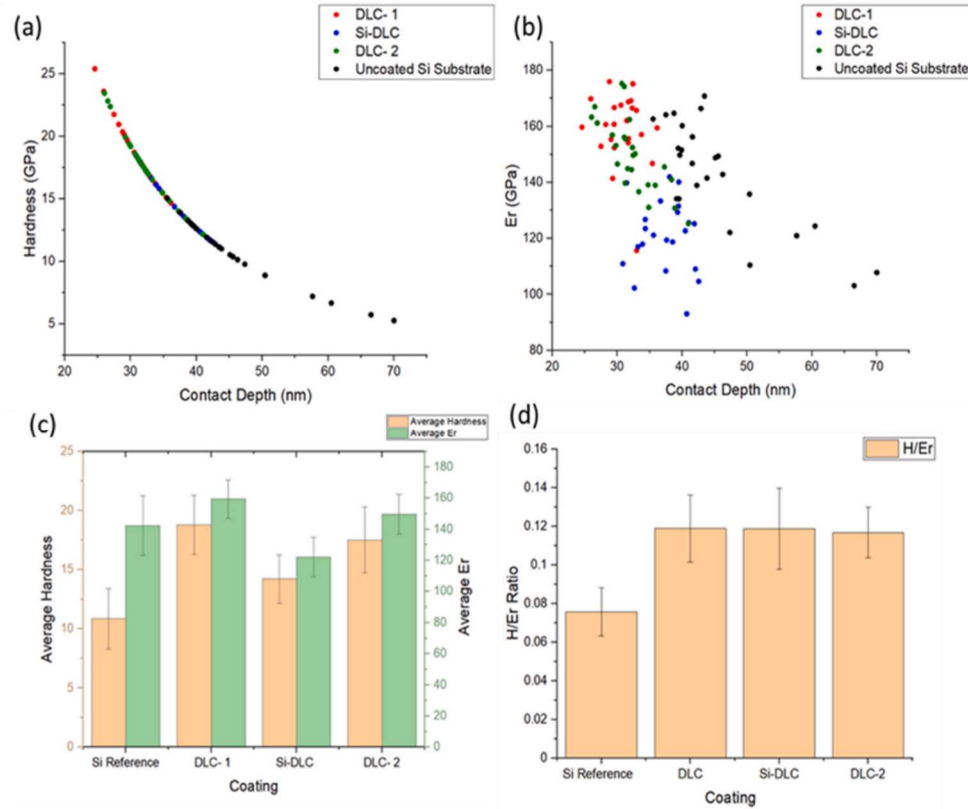 (a)
DLC- 1
Si-DLC
DLC- 2
Uncoated Si Substrate
Hardness (GPa)
25
20
15
10
5
20 30 40 50 60 70
Contact Depth (nm)
(b)
DLC- 1
Si-DLC
DLC-2
Uncoated Si Substrate
Er (GPa)
180
160
140
120
100
80
20 30 40 50 60 70
Contact Depth (nm)
(c)
Average Hardness
Average Er
Average Hardness
25
20
15
10
5
0
Average Er
180
160
140
120
100
80
60
40
20
0
Si Reference DLC- 1 Si-DLC DLC- 2
Coating
(d)
H/Er
H/Er Ratio
0.16
0.14
0.12
0.10
0.08
0.06
0.04
0.02
0
Si Reference DLC Si-DLC DLC-2
Coating